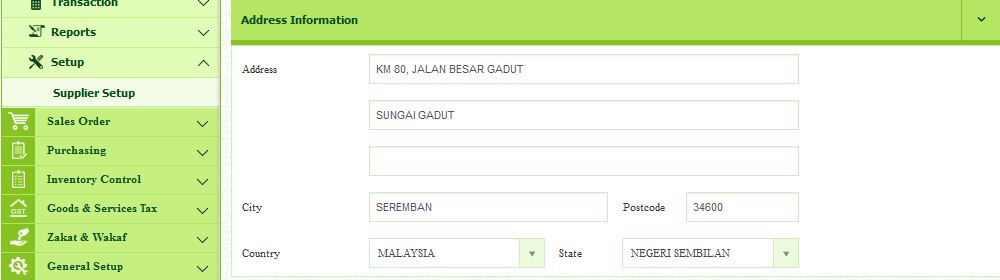 Transaction
Reports
Setup
Supplier Setup
Sales Order
Purchasing
Inventory Control
GST Goods & Services Tax
Zakat & Wakaf
General Setup
Address Information
Address KM 80, JALAN BESAR GADUT
SUNGAI GADUT
City SEREMBAN Postcode 34600
Country MALAYSIA State NEGERI SEMBILAN